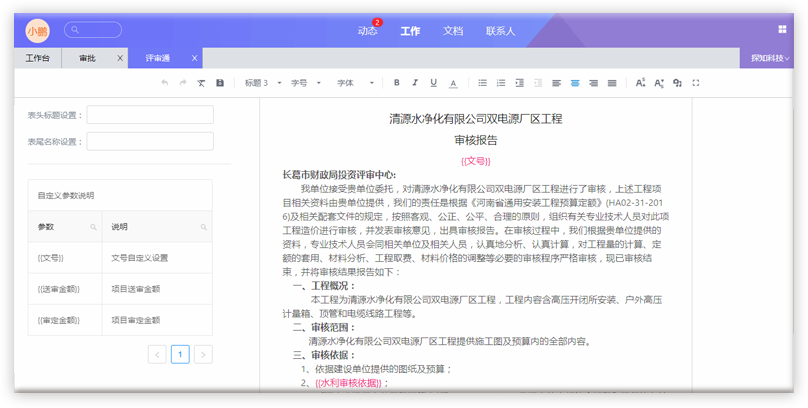 小鹏
动态 2 工作 文档 联系人
工作台 审批 X 评审通 X 探知科技
标题 3 字号 字体 B I U A
表头标题设置：
表尾名称设置：
自定义参数说明
参数 说明
{{文号}} 文号自定义设置
{{送审金额}} 项目送审金额
{{审定金额}} 项目审定金额
< 1 >
清源水净化有限公司双电源厂区工程
审核报告
{{文号}}
长葛市财政局投资评审中心:
我单位接受贵单位委托，对清源水净化有限公司双电源厂区工程进行了审核，上述工程项
目相关资料由贵单位提供，我们的责任是根据《河南省通用安装工程预算定额》(HA02-31-201
6)及相关配套文件的规定，按照客观、公正、公平、合理的原则，组织有关专业技术人员对此项
工程造价进行审核，并发表审核意见，出具审核报告。在审核过程中，我们根据贵单位提供的
资料，专业技术人员会同相关单位及相关人员，认真地分析、认真计算，对工程量的计算、定
额的套用、材料分析、工程取费、材料价格的调整等必要的审核程序严格审核，现已审核结
束，并将审核结果报告如下：
一、工程概况：
本工程为清源水净化有限公司双电源厂区工程，工程内容含高压开闭所安装、户外高压
计量箱、顶管和电缆线路工程等。
二、审核范围：
清源水净化有限公司双电源厂区工程提供施工图及预算内的全部内容。
三、审核依据：
1、依据建设单位提供的图纸及预算；
2、{{水利审核依据}}；